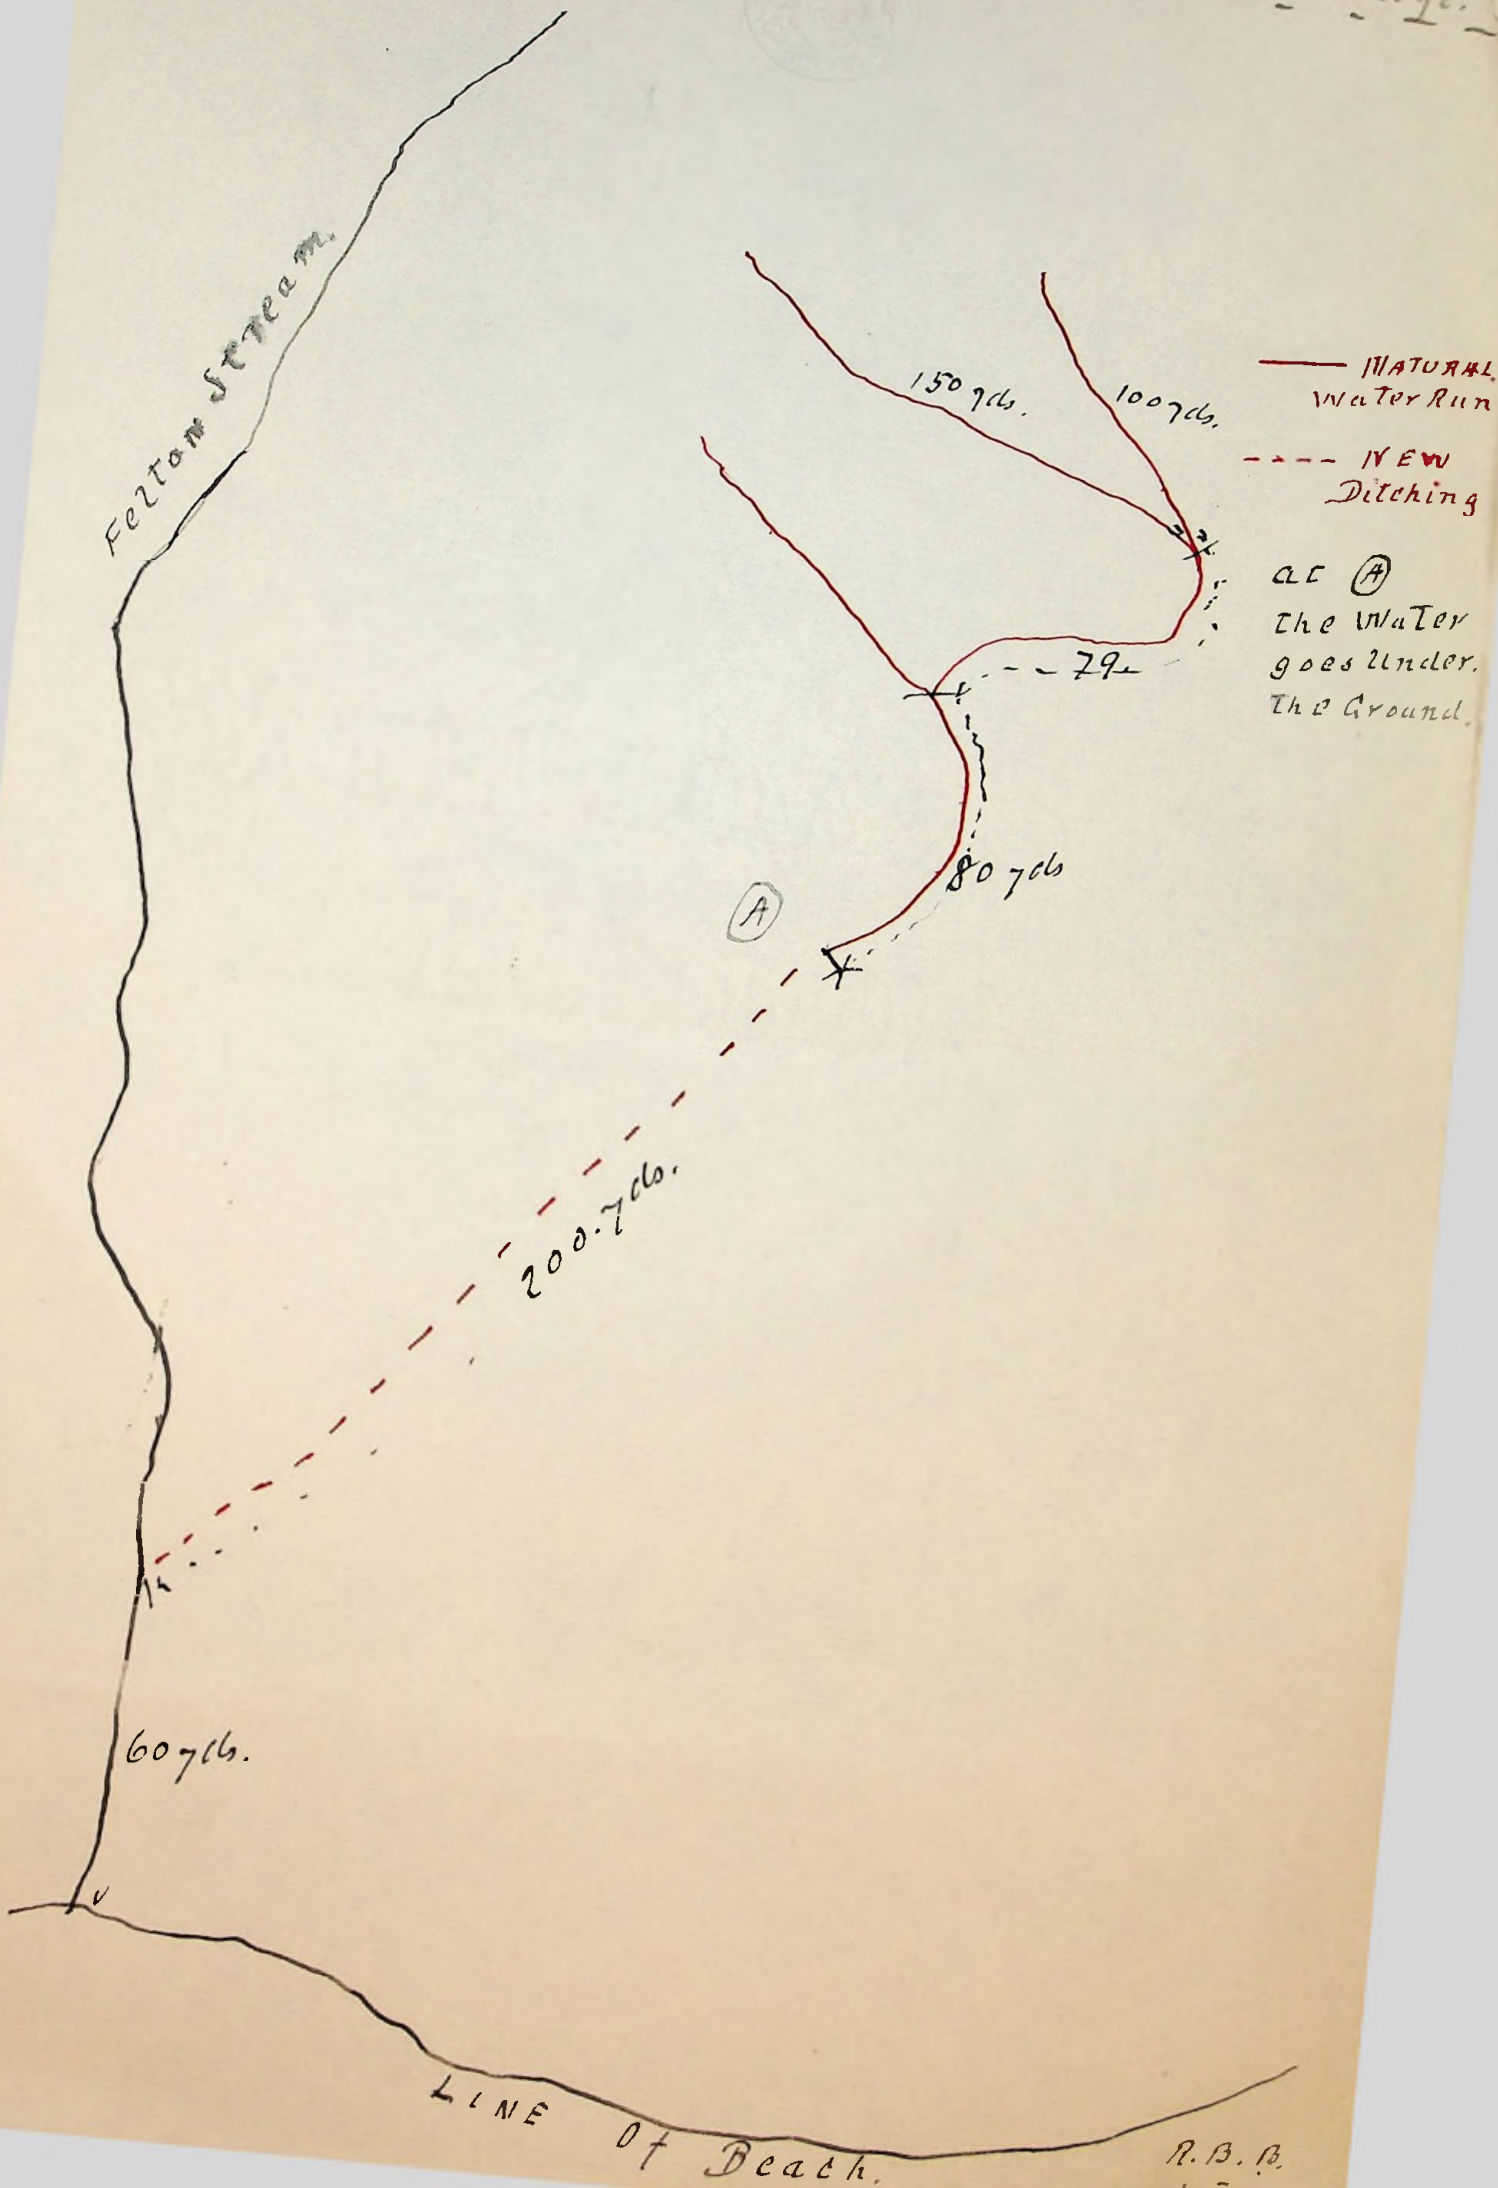 Felton Stream.
150 yds.
100 yds.
NATURAL
Water Run
NEW
Ditching
at A
the Water
goes Under.
The Ground.
79
80 yds
A
200. yds.
60 yds.
LINE Of Beach.
R.B.B.